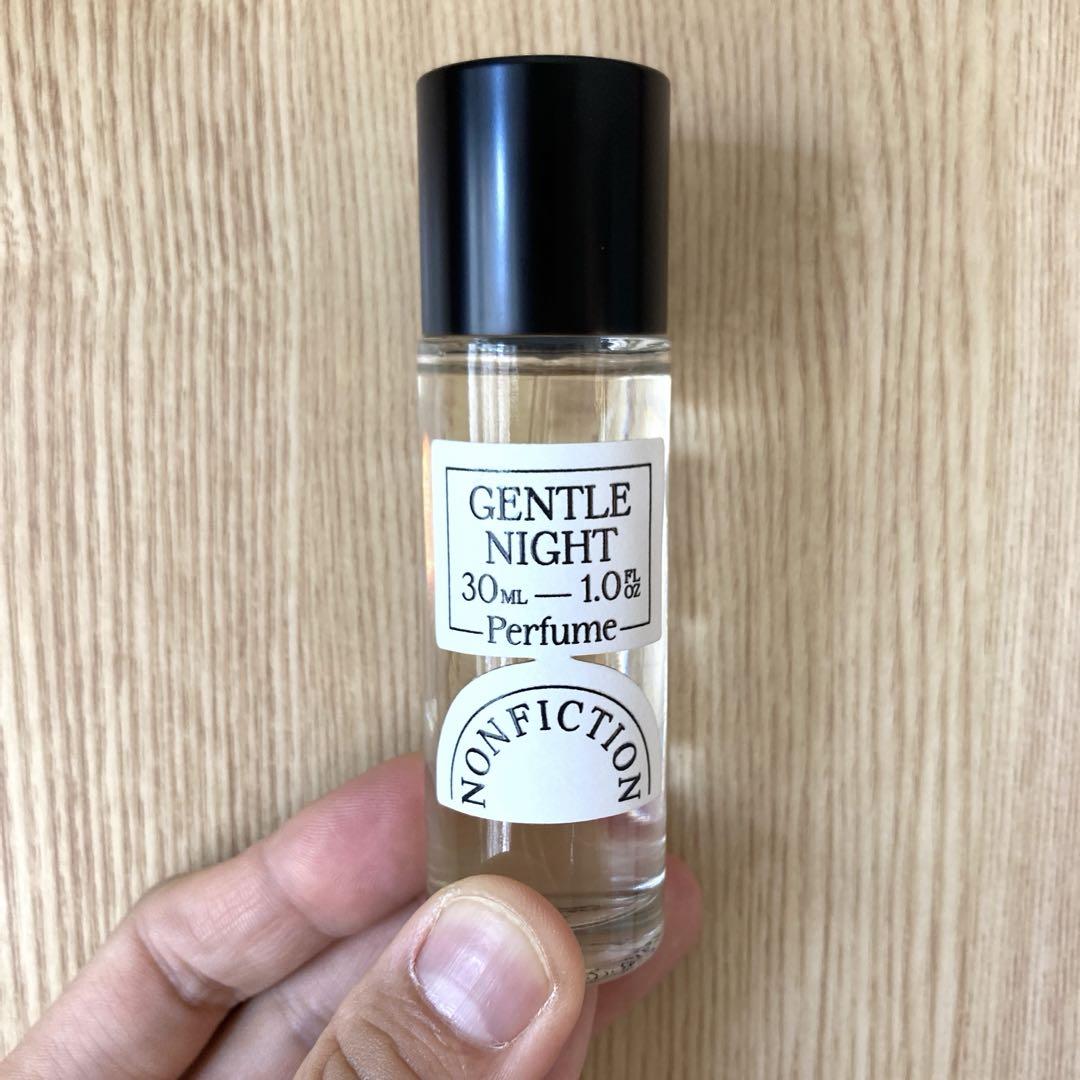 GENTLE
NIGHT
30ML — 1.0 FL OZ
—Perfume—
NONFICTION